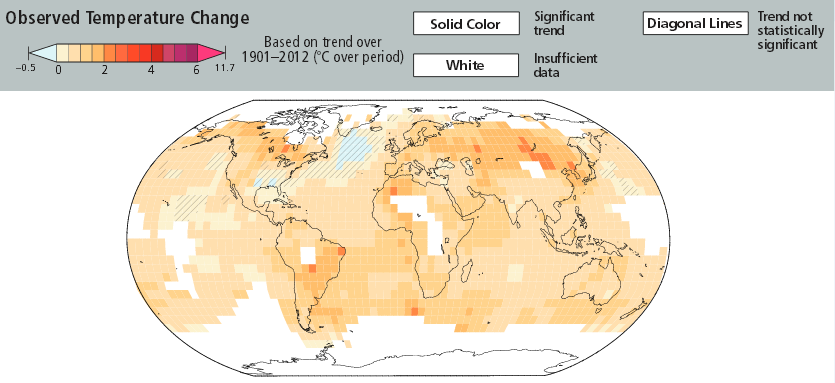 Observed Temperature Change
−0.5 0 2 4 6 11.7
Based on trend over
1901–2012 (°C over period)
Solid Color
Significant
trend
White
Insufficient
data
Diagonal Lines
Trend not
statistically
significant